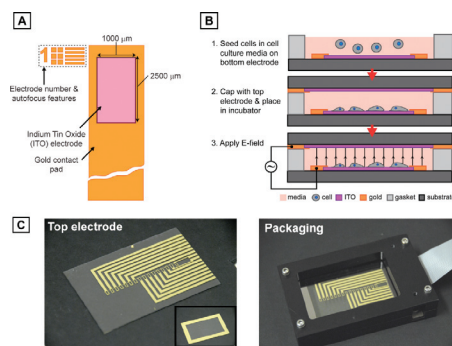 A
1000 μm
2500 μm
1
Electrode number &
autofocus features
Indium Tin Oxide
(ITO) electrode
Gold contact
pad
B
1. Seed cells in cell
culture media on
bottom electrode
2. Cap with top
electrode & place
in incubator
3. Apply E-field
media cell ITO gold gasket substrate
C
Top electrode
Packaging